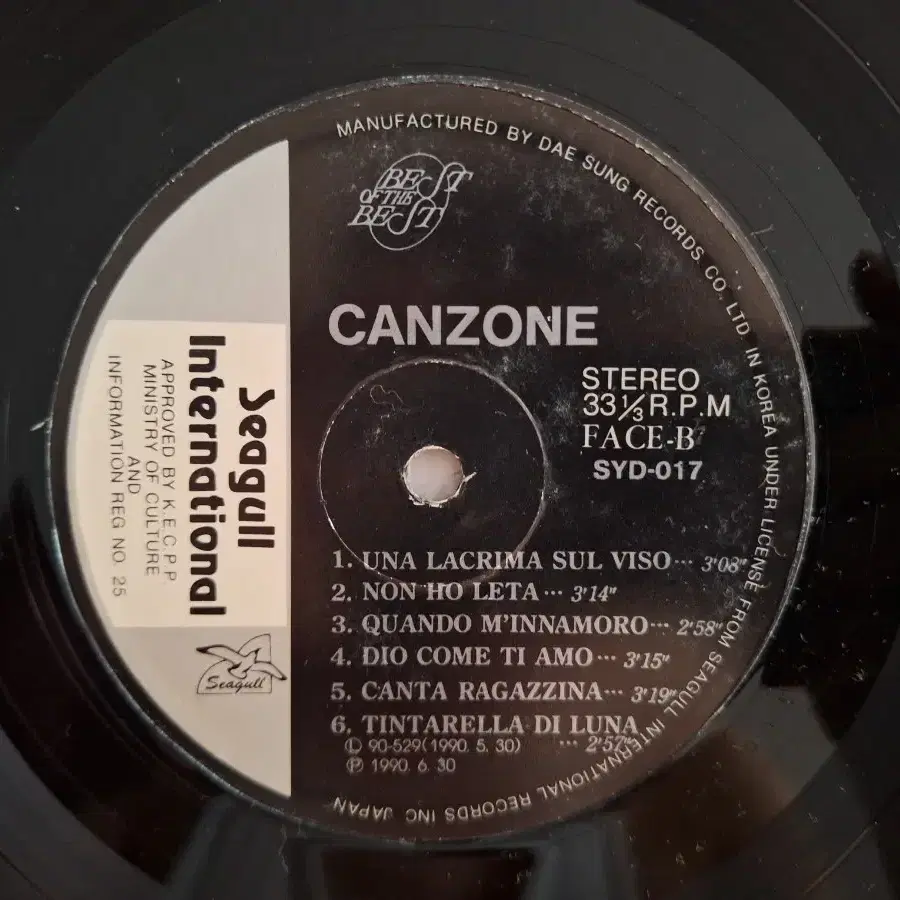 MANUFACTURED BY DAE SUNG RECORDS. CO. LTD IN KOREA UNDER LICENSE FROM SEAGULL INTERNATIONAL RECORDS INC JAPAN
BEST
OF THE
BEST
CANZONE
STEREO
33 1/3 R.P.M
FACE-B
SYD-017
Seagull
International
APPROVED BY K.E.C.P.P
MINISTRY OF CULTURE
AND
INFORMATION REG NO. 25
Seagull
1. UNA LACRIMA SUL VISO ··· 3'08"
2. NON HO LETA ··· 3'14"
3. QUANDO M'INNAMORO ··· 2'58"
4. DIO COME TI AMO ··· 3'15"
5. CANTA RAGAZZINA ··· 3'19"
6. TINTARELLA DI LUNA
··· 2'57"
Ⓛ 90-529(1990. 5. 30)
Ⓟ 1990. 6. 30